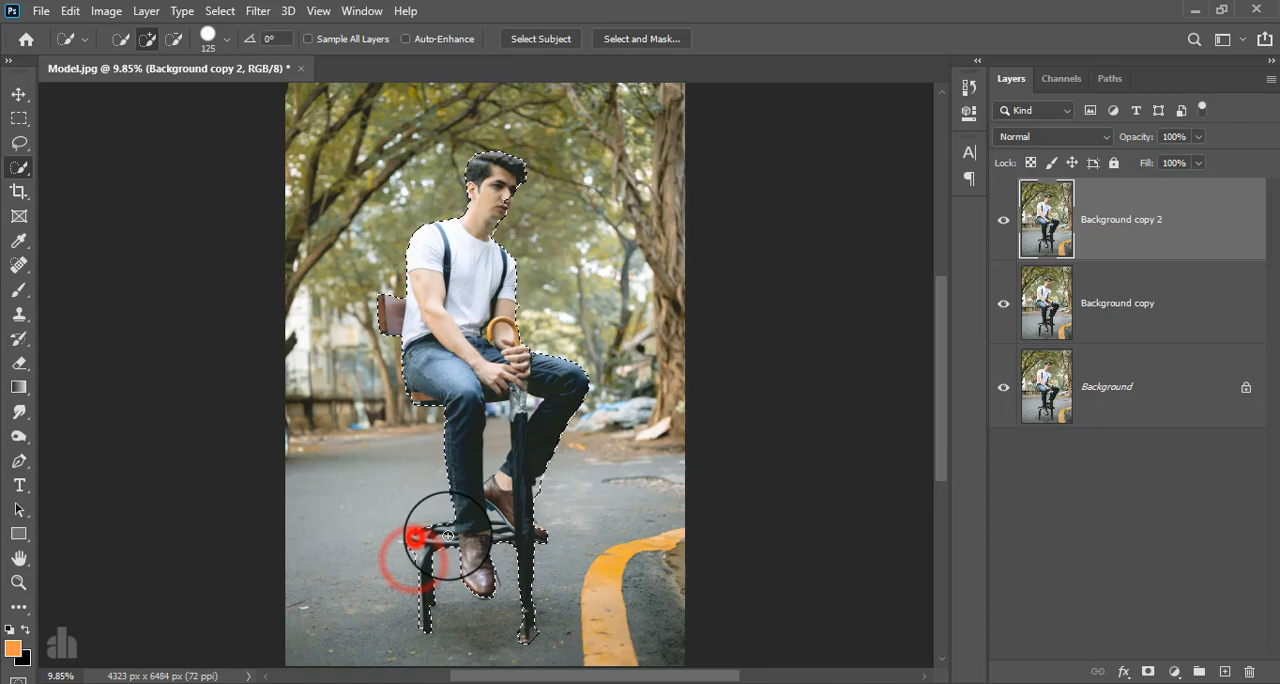 Ps File Edit Image Layer Type Select Filter 3D View Window Help
125 0° Sample All Layers Auto-Enhance Select Subject Select and Mask...
Model.jpg @ 9.85% (Background copy 2, RGB/8) * ×
Layers Channels Paths
Kind
Normal Opacity: 100%
Lock: Fill: 100%
Background copy 2
Background copy
Background
ah
9.85% 4323 px x 6484 px (72 ppi)